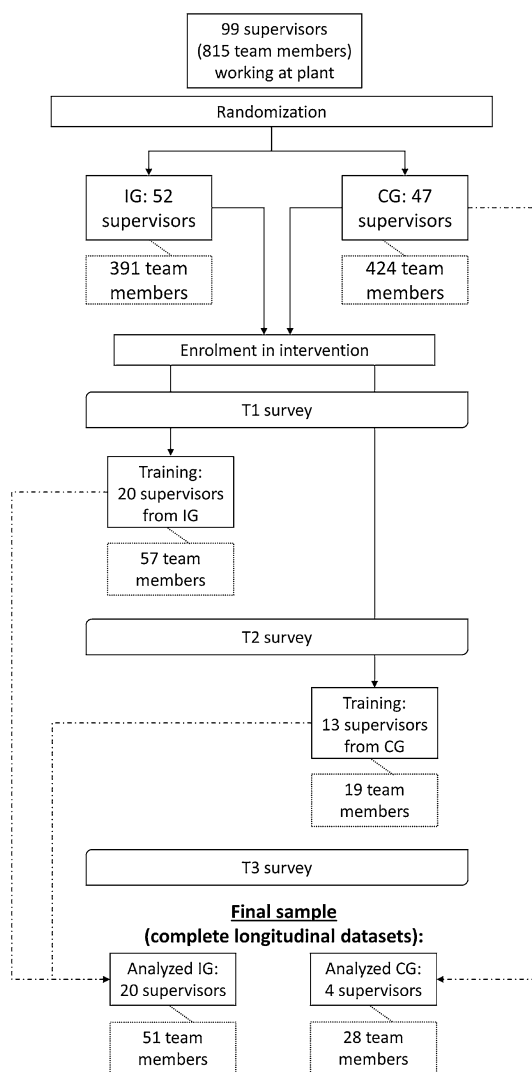 99 supervisors
(815 team members)
working at plant
Randomization
IG: 52
supervisors
CG: 47
supervisors
391 team
members
424 team
members
Enrolment in intervention
T1 survey
Training:
20 supervisors
from IG
57 team
members
T2 survey
Training:
13 supervisors
from CG
19 team
members
T3 survey
Final sample
(complete longitudinal datasets):
Analyzed IG:
20 supervisors
Analyzed CG:
4 supervisors
51 team
members
28 team
members